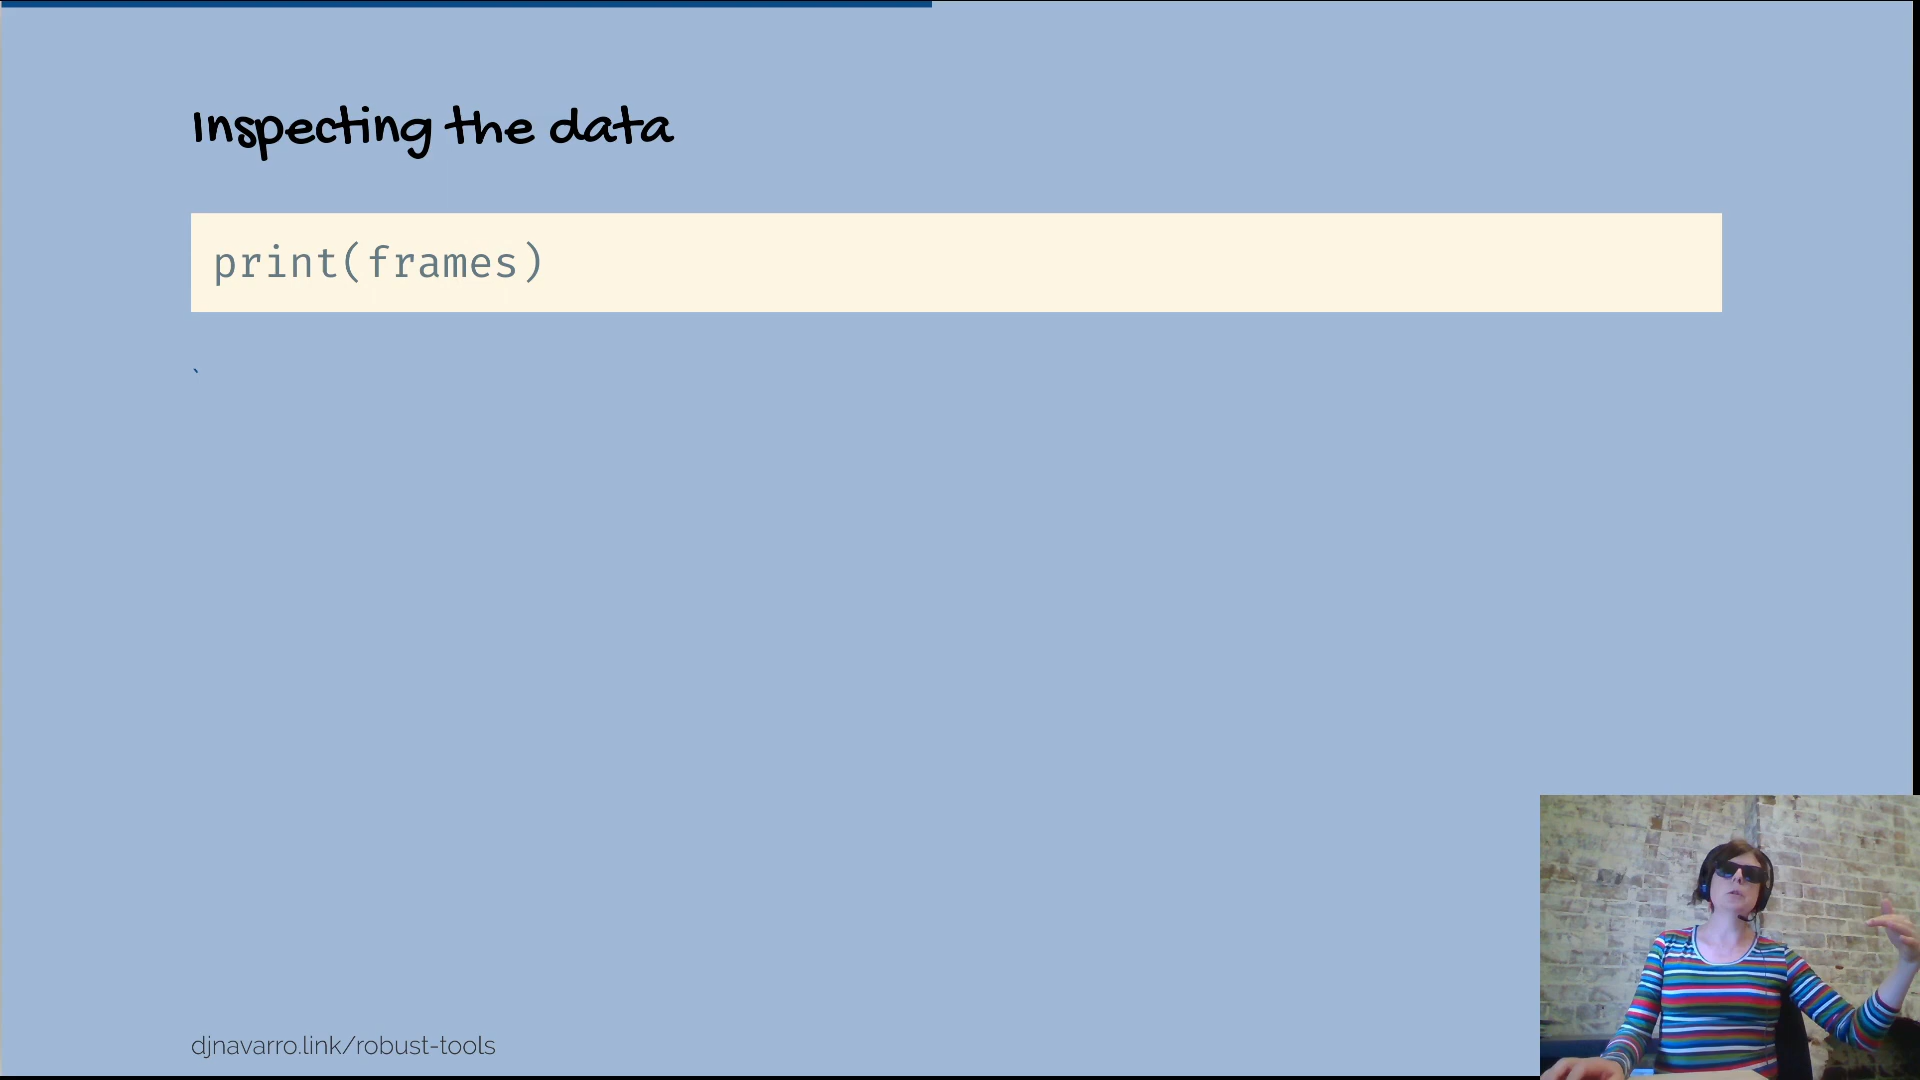 Inspecting the data
print(frames)
`
djnavarro.link/robust-tools